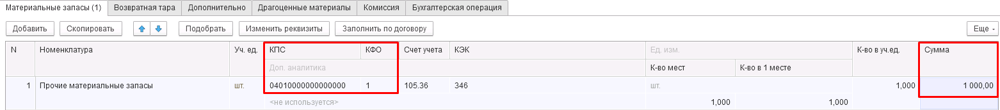 Материальные запасы (1) Возвратная тара Дополнительно Драгоценные материалы Комиссия Бухгалтерская операция
Добавить Скопировать Подобрать Изменить реквизиты Заполнить по договору Еще
N Номенклатура Уч. ед. КПС КФО Счет учета КЭК Ед. изм. К-во в уч.ед. Сумма
Доп. аналитика К-во мест К-во в 1 месте
1 Прочие материальные запасы шт. 04010000000000000 1 105.36 346 шт. 1,000 1 000,00
<не используется> 1,000 1,000